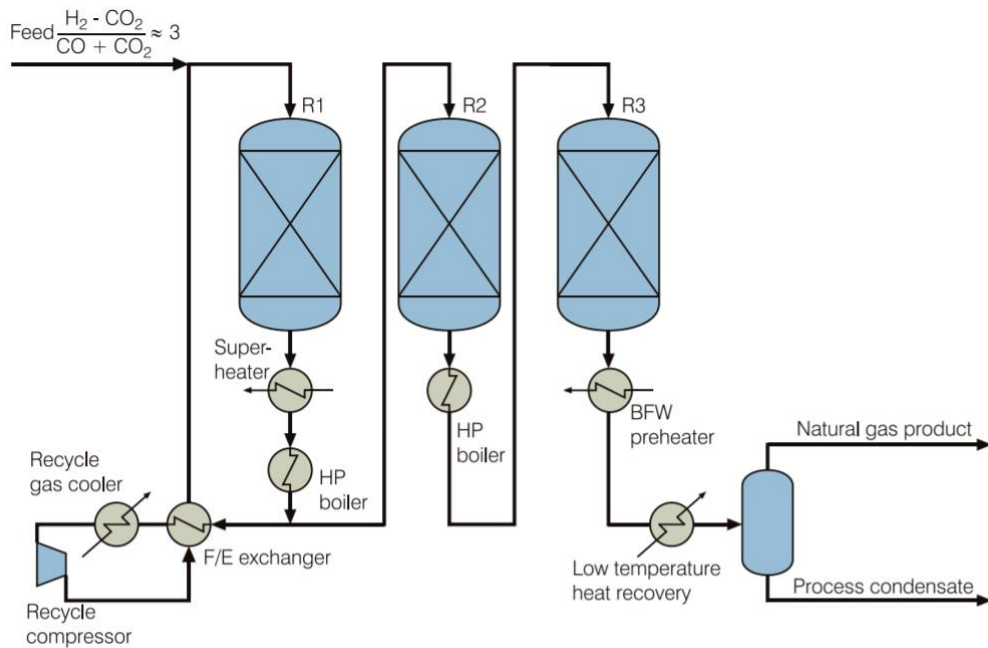 Feed H₂ - CO₂ / CO + CO₂ ≈ 3
R1
R2
R3
Super-
heater
HP
boiler
HP
boiler
BFW
preheater
Natural gas product
Recycle
gas cooler
F/E exchanger
Low temperature
heat recovery
Process condensate
Recycle
compressor